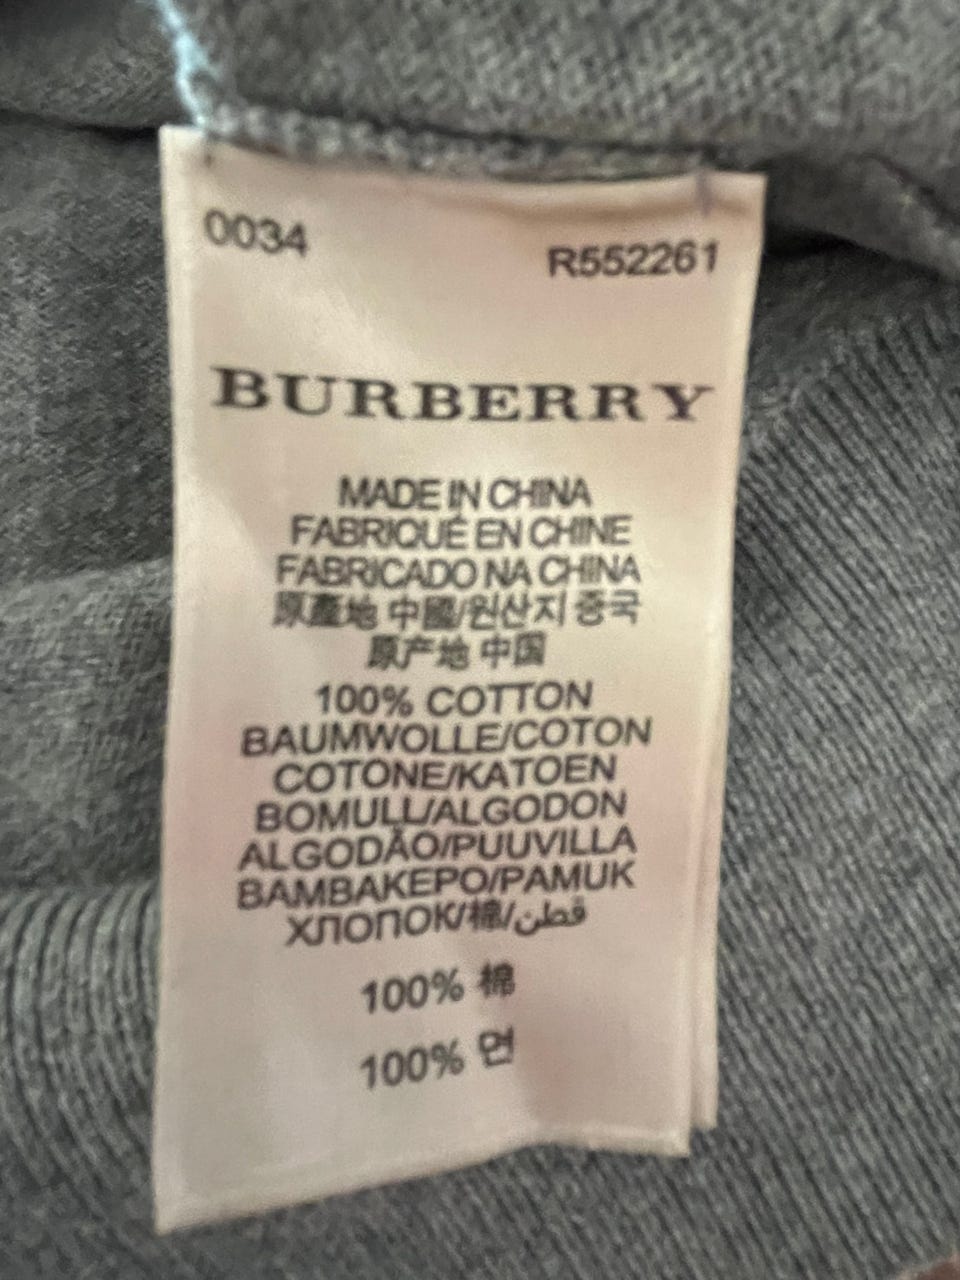 0034
R552261
BURBERRY
MADE IN CHINA
FABRIQUÉ EN CHINE
FABRICADO NA CHINA
原產地 中國/원산지 중국
原产地 中国
100% COTTON
BAUMWOLLE/COTON
COTONE/KATOEN
BOMULL/ALGODON
ALGODÃO/PUUVILLA
BAMBAKEPO/PAMUK
ХЛОПОК/棉/قطن
100% 棉
100% 면